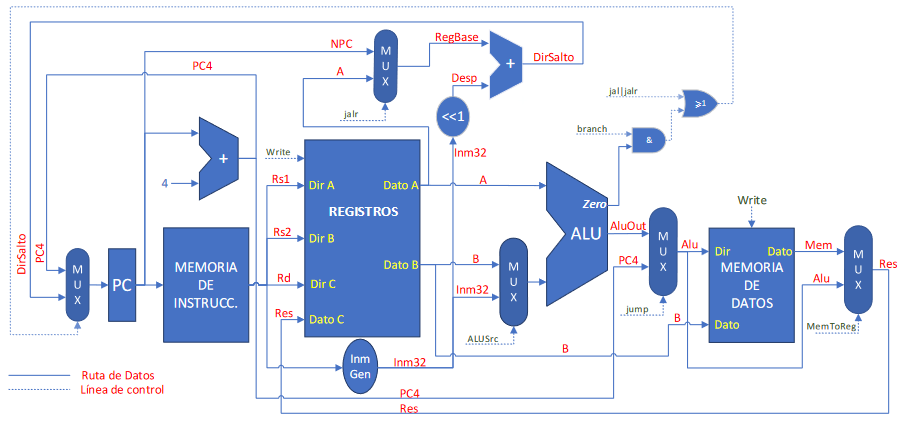 NPC
RegBase
DirSalto
PC4
A
MUX
+
Desp
jalr
<<1
jal|jalr
≥1
branch
&
+
4
Write
Inm32
Rs1
Dir A
Dato A
A
REGISTROS
Zero
Rs2
Dir B
ALU
AluOut
Write
DirSalto
PC4
MUX
PC
MEMORIA
DE
INSTRUCC.
Rd
Dir C
Dato B
B
MUX
Inm32
PC4
MUX
Alu
Dir
Dato
Mem
MUX
Res
MEMORIA
DE
DATOS
Alu
Res
Dato C
jump
B
Dato
MemToReg
ALUSrc
B
Inm
Gen
Inm32
Ruta de Datos
Línea de control
PC4
Res